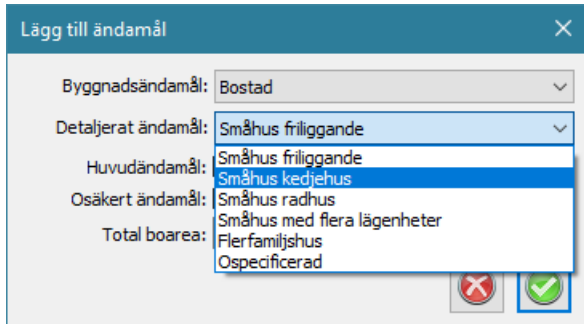 Lägg till ändamål
Byggnadsändamål: Bostad
Detaljerat ändamål: Småhus friliggande
Huvudändamål: Småhus friliggande
Småhus kedjehus
Osäkert ändamål: Småhus radhus
Småhus med flera lägenheter
Total boarea: Flerfamiljshus
Ospecificerad